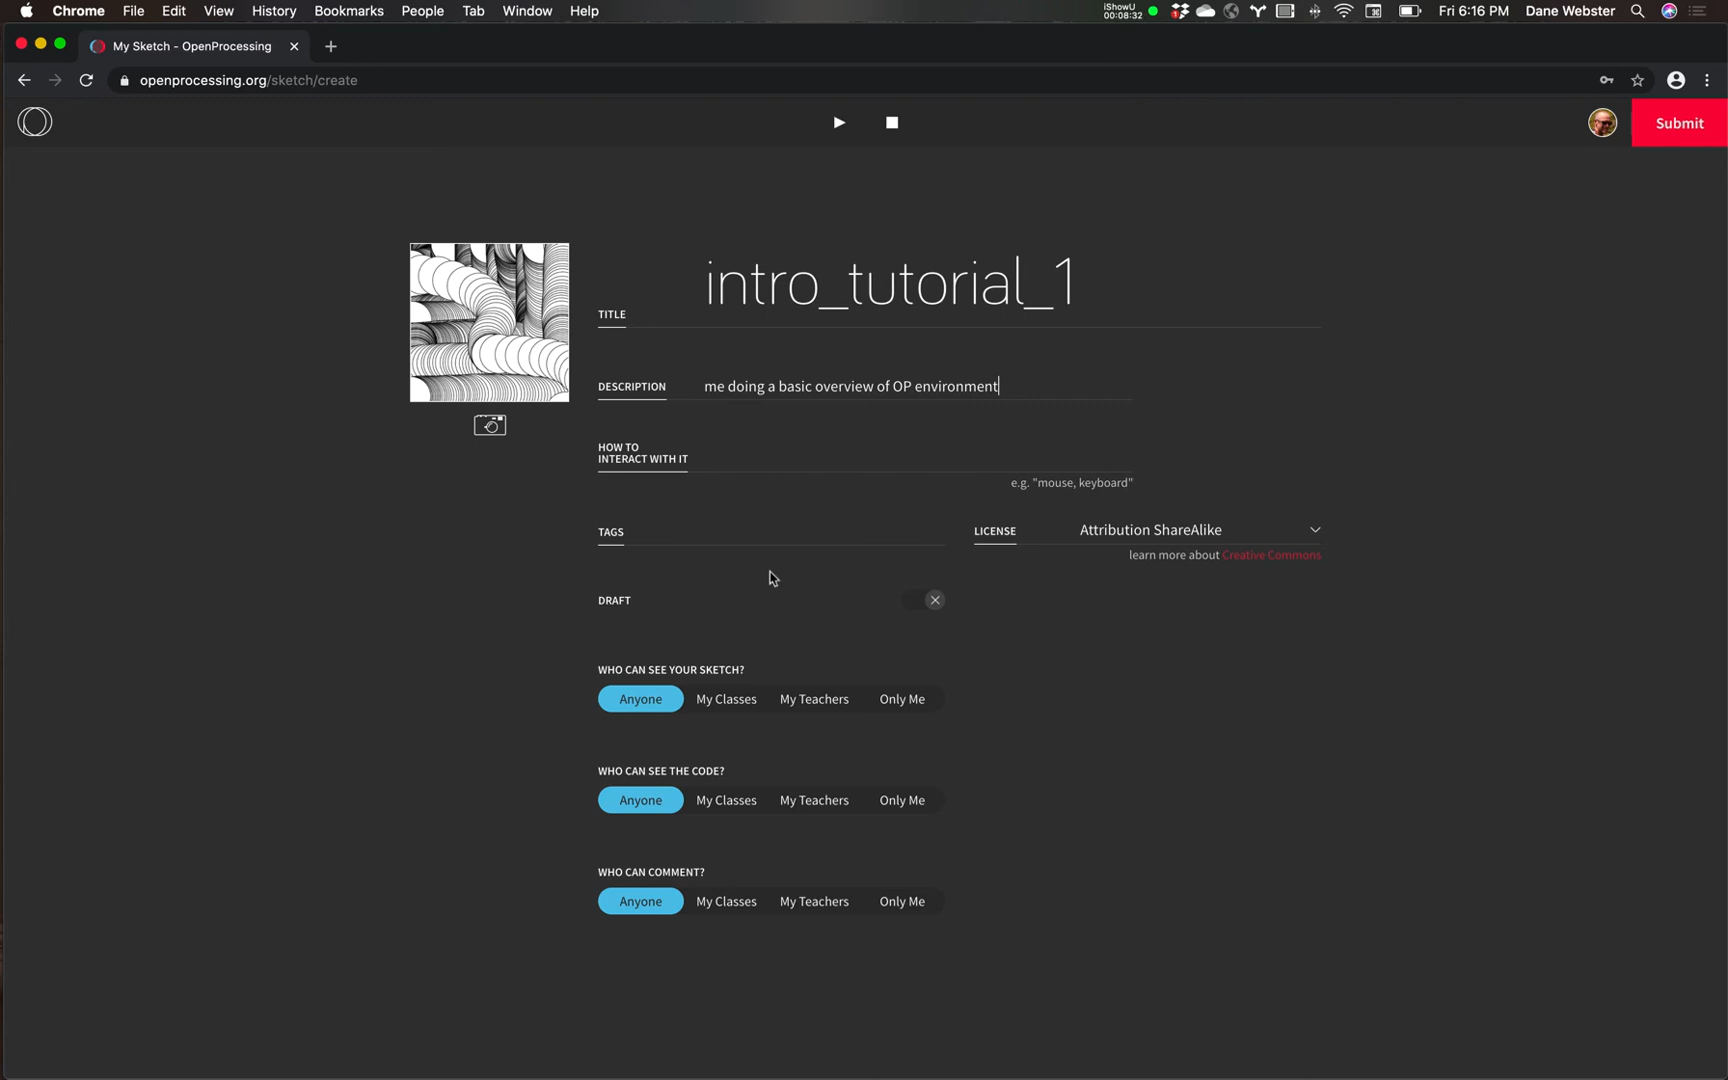 Chrome File Edit View History Bookmarks People Tab Window Help iShowU 00:08:32 1 Fri 6:16 PM Dane Webster
My Sketch - OpenProcessing
openprocessing.org/sketch/create
Submit
intro_tutorial_1
TITLE
DESCRIPTION me doing a basic overview of OP environment
HOW TO
INTERACT WITH IT
e.g. "mouse, keyboard"
TAGS
LICENSE Attribution ShareAlike
learn more about Creative Commons
DRAFT
WHO CAN SEE YOUR SKETCH?
Anyone My Classes My Teachers Only Me
WHO CAN SEE THE CODE?
Anyone My Classes My Teachers Only Me
WHO CAN COMMENT?
Anyone My Classes My Teachers Only Me